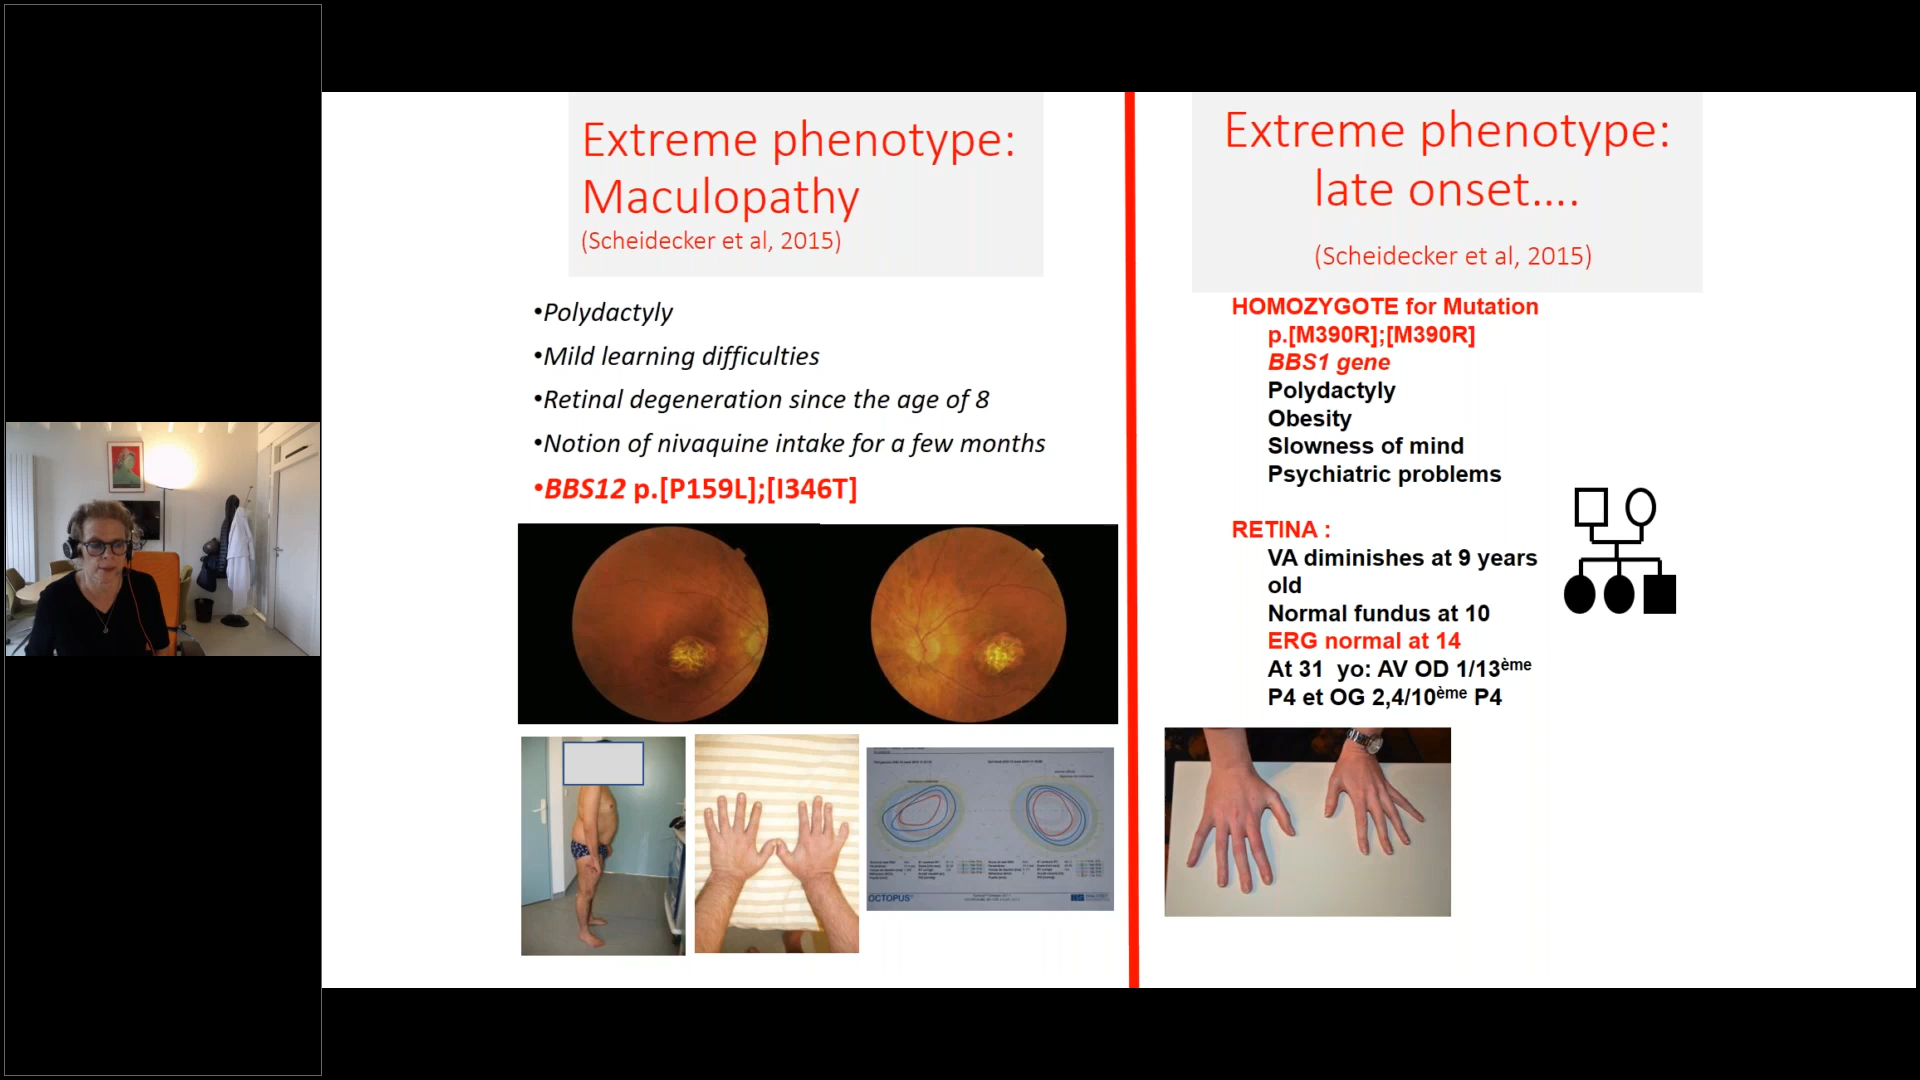 Extreme phenotype:
Maculopathy
(Scheidecker et al, 2015)
•Polydactyly
•Mild learning difficulties
•Retinal degeneration since the age of 8
•Notion of nivaquine intake for a few months
•BBS12 p.[P159L];[I346T]
OCTOPUS
Extreme phenotype:
late onset....
(Scheidecker et al, 2015)
HOMOZYGOTE for Mutation
p.[M390R];[M390R]
BBS1 gene
Polydactyly
Obesity
Slowness of mind
Psychiatric problems
RETINA :
VA diminishes at 9 years
old
Normal fundus at 10
ERG normal at 14
At 31 yo: AV OD 1/13ème
P4 et OG 2,4/10ème P4